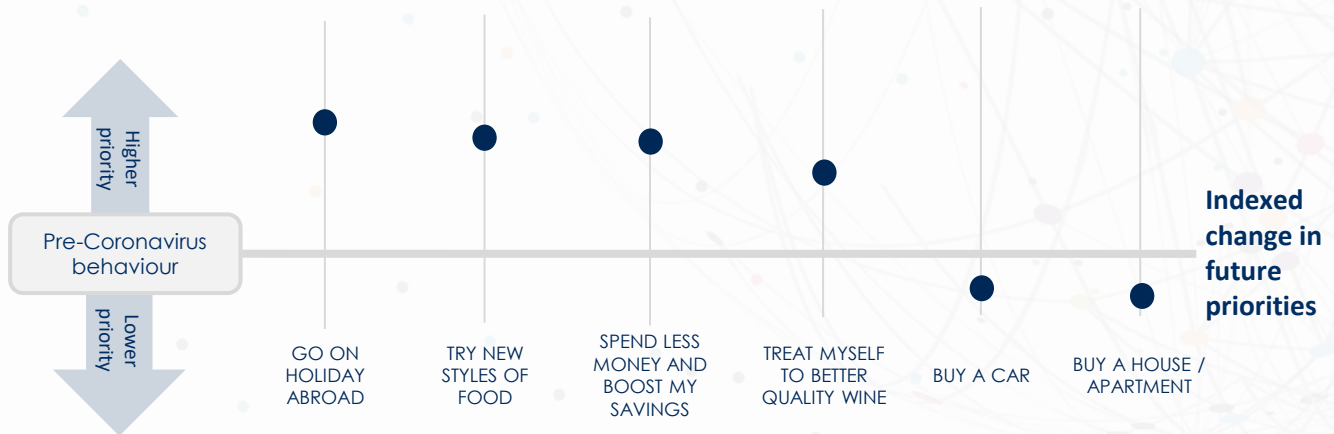 Higher
priority
Pre-Coronavirus
behaviour
Lower
priority
Indexed
change in
future
priorities
GO ON
HOLIDAY
ABROAD
TRY NEW
STYLES OF
FOOD
SPEND LESS
MONEY AND
BOOST MY
SAVINGS
TREAT MYSELF
TO BETTER
QUALITY WINE
BUY A CAR
BUY A HOUSE /
APARTMENT